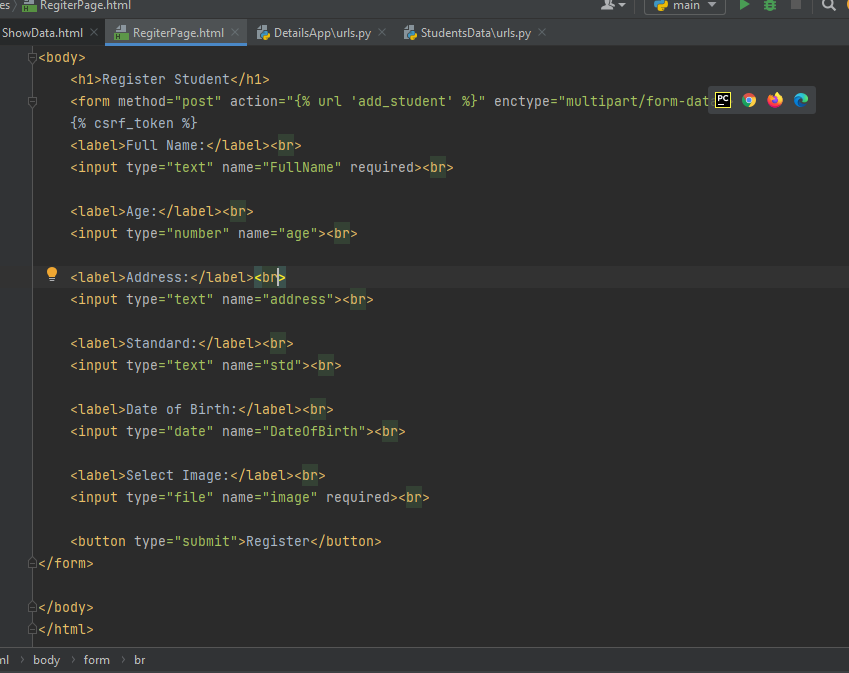 es RegiterPage.html main
ShowData.html RegiterPage.html DetailsApp\urls.py StudentsData\urls.py
<body>
<h1>Register Student</h1>
<form method="post" action="{% url 'add_student' %}" enctype="multipart/form-dat
{% csrf_token %}
<label>Full Name:</label><br>
<input type="text" name="FullName" required><br>
<label>Age:</label><br>
<input type="number" name="age"><br>
<label>Address:</label><br>
<input type="text" name="address"><br>
<label>Standard:</label><br>
<input type="text" name="std"><br>
<label>Date of Birth:</label><br>
<input type="date" name="DateOfBirth"><br>
<label>Select Image:</label><br>
<input type="file" name="image" required><br>
<button type="submit">Register</button>
</form>
</body>
</html>
ml › body › form › br